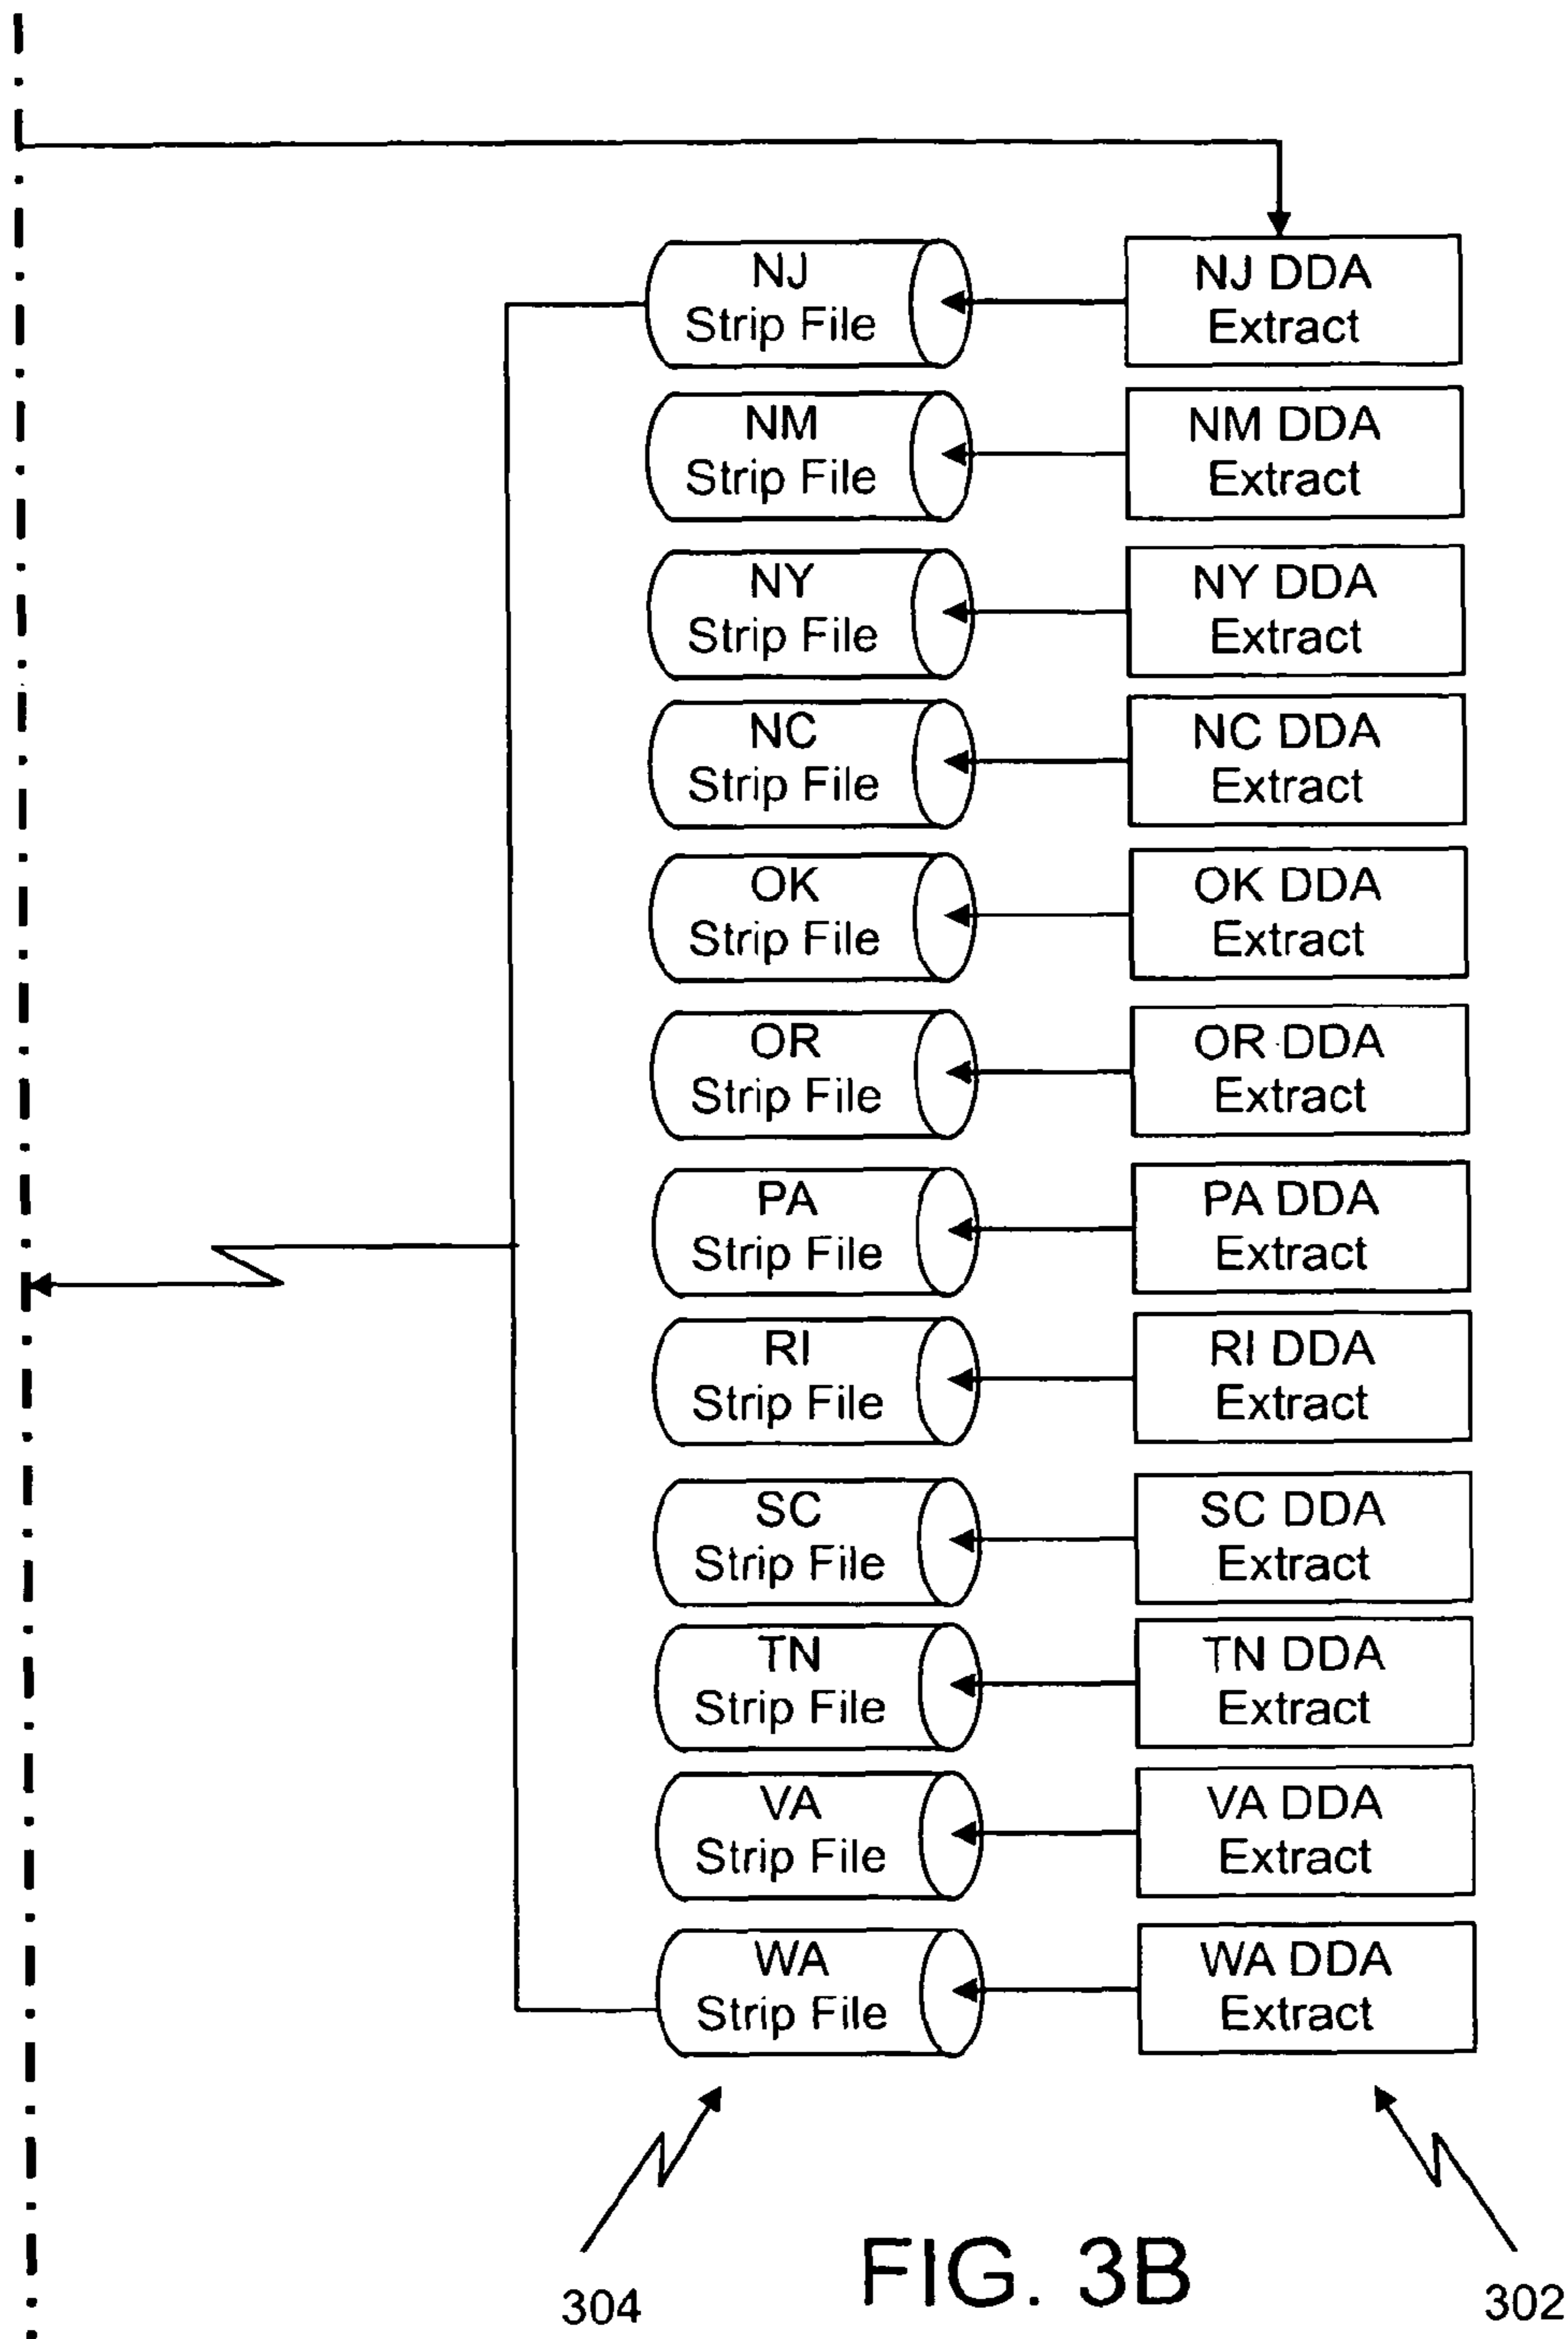 NJ
Strip File
NJ DDA
Extract
NM
Strip File
NM DDA
Extract
NY
Strip File
NY DDA
Extract
NC
Strip File
NC DDA
Extract
OK
Strip File
OK DDA
Extract
OR
Strip File
OR DDA
Extract
PA
Strip File
PA DDA
Extract
RI
Strip File
RI DDA
Extract
SC
Strip File
SC DDA
Extract
TN
Strip File
TN DDA
Extract
VA
Strip File
VA DDA
Extract
WA
Strip File
WA DDA
Extract
304
FIG. 3B
302